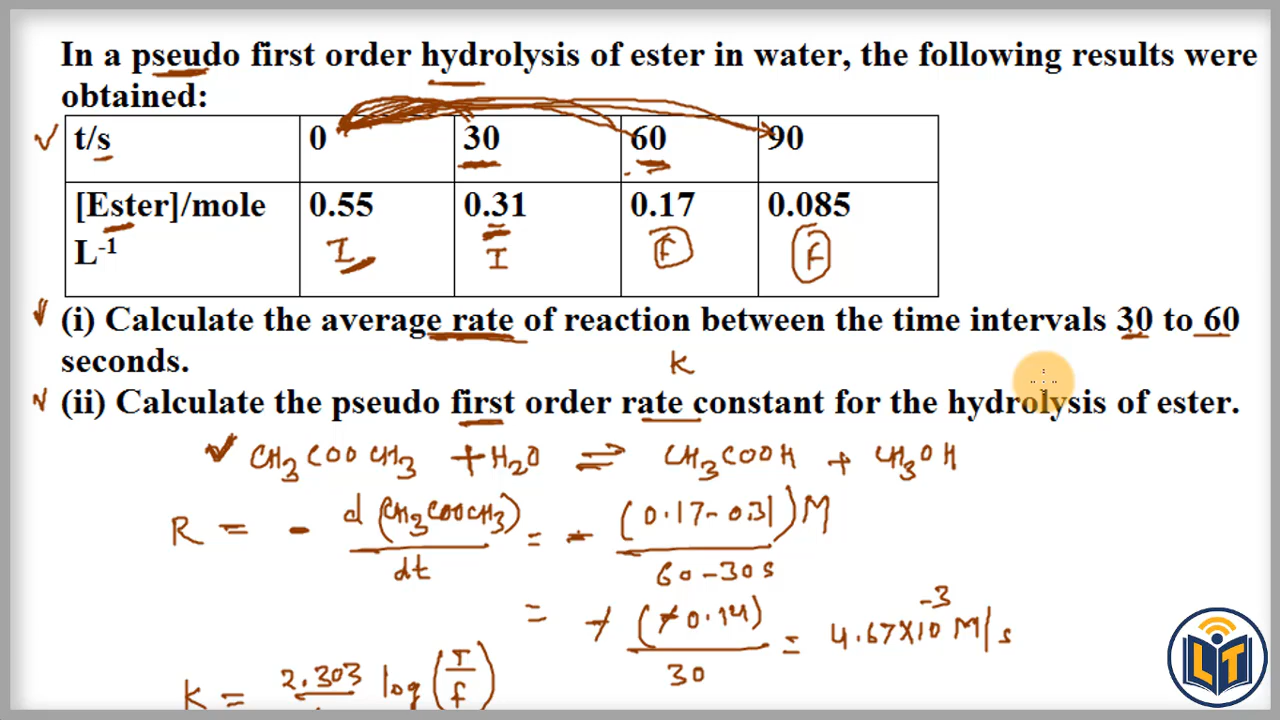 In a pseudo first order hydrolysis of ester in water, the following results were
obtained:
t/s 0 30 60 90
[Ester]/mole 0.55 0.31 0.17 0.085
L⁻¹ I I F F
(i) Calculate the average rate of reaction between the time intervals 30 to 60
seconds.
K
(ii) Calculate the pseudo first order rate constant for the hydrolysis of ester.
CH3COOCH3 + H2O ⇌ CH3COOH + CH3OH
R = - d(CH3COOCH3)/dt = - (0.17-0.31)M/60-30s
= + (-0.14)/30 = 4.67×10⁻³ M/s
K = 2.303 log(I/f)
LT